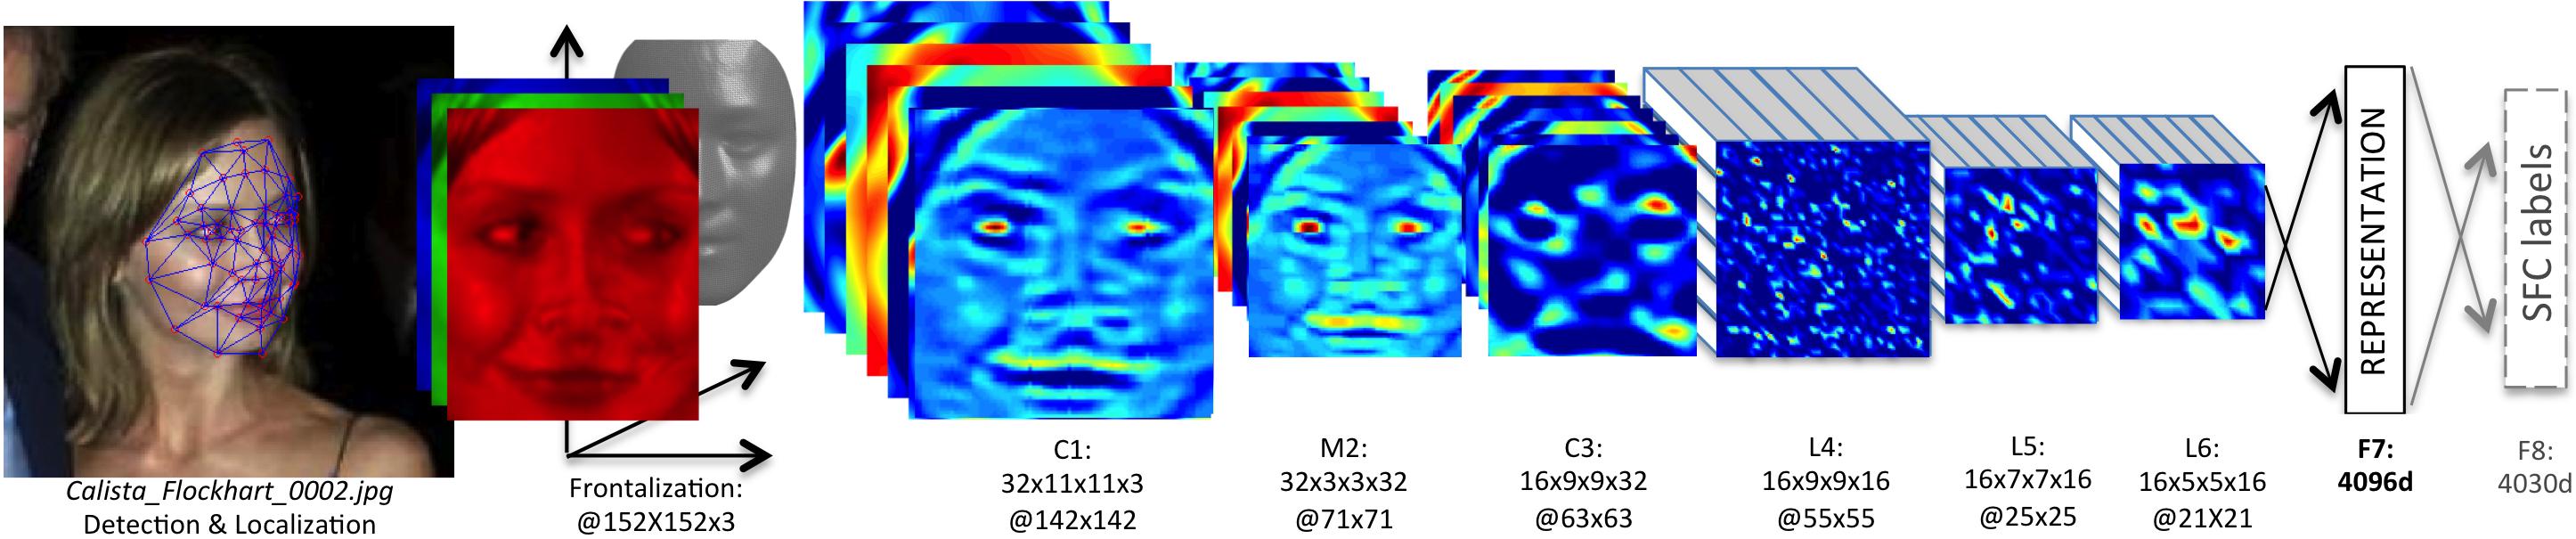 Calista_Flockhart_0002.jpg
Detection & Localization
Frontalization:
@152X152x3
C1:
32x11x11x3
@142x142
M2:
32x3x3x32
@71x71
C3:
16x9x9x32
@63x63
L4:
16x9x9x16
@55x55
L5:
16x7x7x16
@25x25
L6:
16x5x5x16
@21X21
REPRESENTATION
F7:
4096d
SFC labels
F8:
4030d